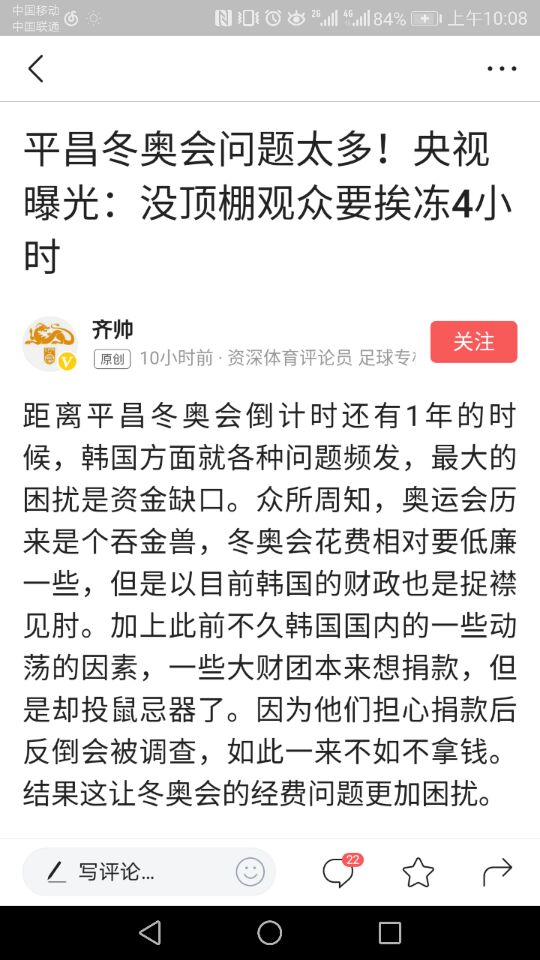 中国移动
中国联通
2G 4G 84% 上午10:08
平昌冬奥会问题太多！央视
曝光：没顶棚观众要挨冻4小
时
齐帅
原创 10小时前 · 资深体育评论员 足球专
关注
距离平昌冬奥会倒计时还有1年的时
候，韩国方面就各种问题频发，最大的
困扰是资金缺口。众所周知，奥运会历
来是个吞金兽，冬奥会花费相对要低廉
一些，但是以目前韩国的财政也是捉襟
见肘。加上此前不久韩国国内的一些动
荡的因素，一些大财团本来想捐款，但
是却投鼠忌器了。因为他们担心捐款后
反倒会被调查，如此一来不如不拿钱。
结果这让冬奥会的经费问题更加困扰。
写评论...
22